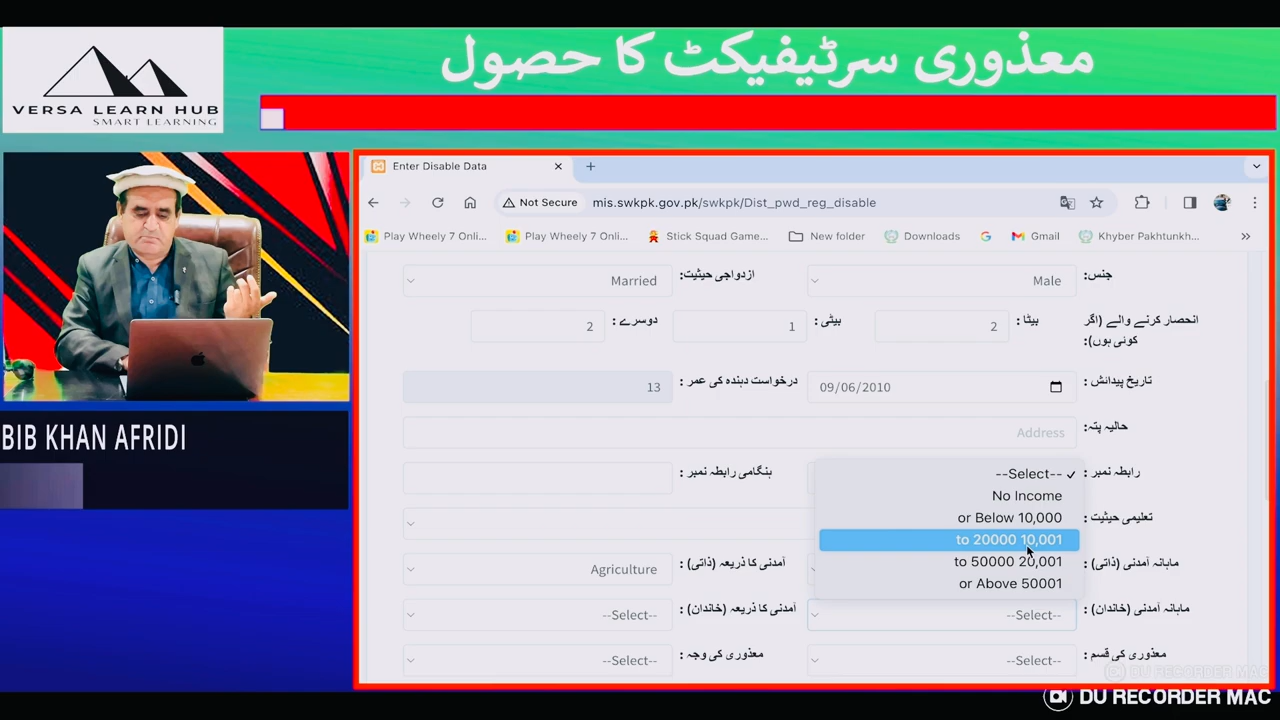 معذوری سرٹیفیکٹ کا حصول
VERSA LEARN HUB
SMART LEARNING
BIB KHAN AFRIDI
Enter Disable Data
Not Secure
mis.swkpk.gov.pk/swkpk/Dist_pwd_reg_disable
Play Wheely 7 Onli...
Play Wheely 7 Onli...
Stick Squad Game...
New folder
Downloads
Gmail
Khyber Pakhtunkh...
جنس:
Male
ازدواجی حیثیت:
Married
انحصار کرنے والے (اگر کوئی ہوں):
بیٹا :
2
بیٹی :
1
دوسرے :
2
تاریخ پیدائش :
09/06/2010
درخواست دہندہ کی عمر :
13
حالیہ پتہ:
Address
رابطہ نمبر :
ہنگامی رابطہ نمبر :
--Select--
No Income
or Below 10,000
to 20000 10,001
to 50000 20,001
or Above 50001
تعلیمی حیثیت :
ماہانہ آمدنی (ذاتی) :
آمدنی کا ذریعہ (ذاتی) :
Agriculture
ماہانہ آمدنی (خاندان) :
--Select--
آمدنی کا ذریعہ (خاندان) :
--Select--
معذوری کی قسم :
--Select--
معذوری کی وجہ :
--Select--
DU RECORDER MAC
DU RECORDER MAC